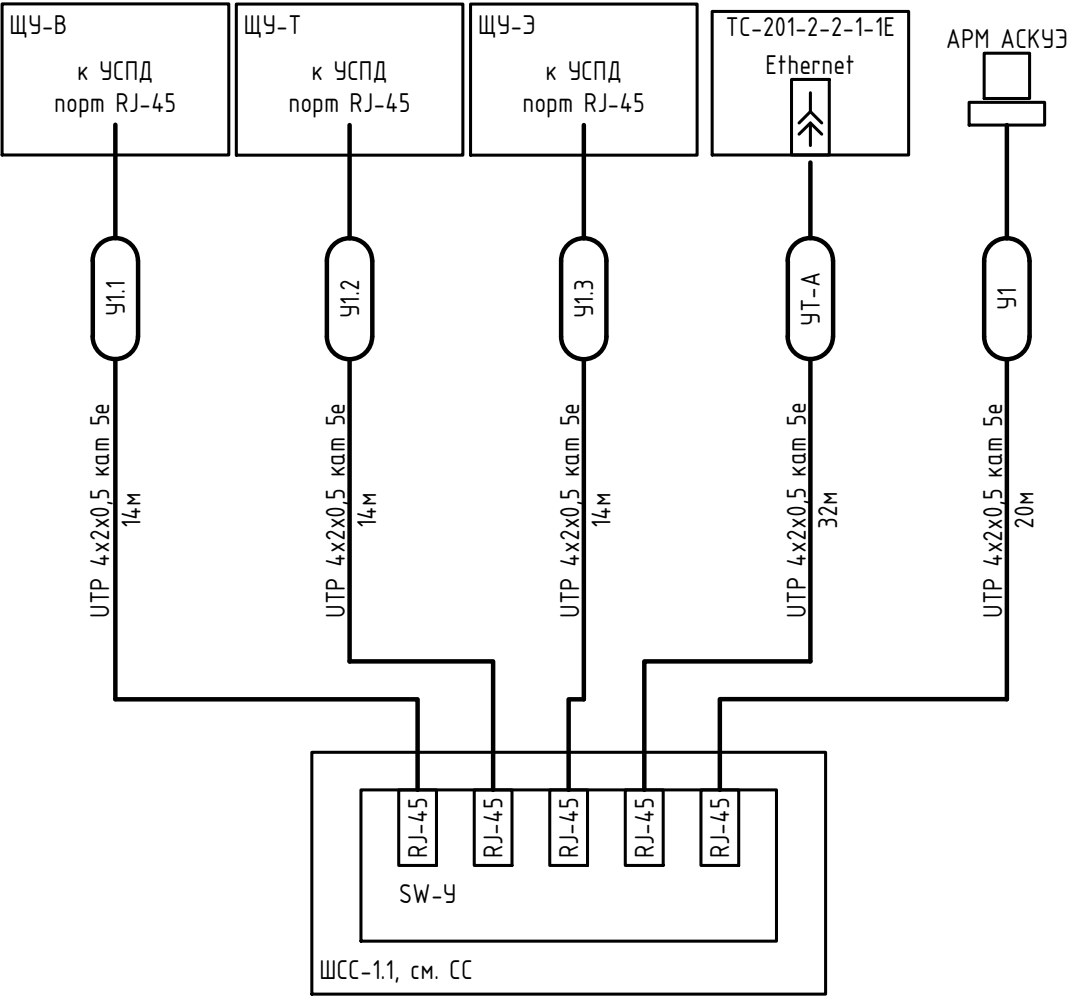 ЩУ-В
к УСПД
порт RJ-45
ЩУ-Т
к УСПД
порт RJ-45
ЩУ-Э
к УСПД
порт RJ-45
ТС-201-2-2-1-1Е
Ethernet
АРМ АСКУЭ
У1.1
У1.2
У1.3
УТ-А
У1
UTP 4х2х0,5 кат 5е
14м
UTP 4х2х0,5 кат 5е
14м
UTP 4х2х0,5 кат 5е
14м
UTP 4х2х0,5 кат 5е
32м
UTP 4х2х0,5 кат 5е
20м
RJ-45
RJ-45
RJ-45
RJ-45
RJ-45
SW-У
ШСС-1.1, см. СС